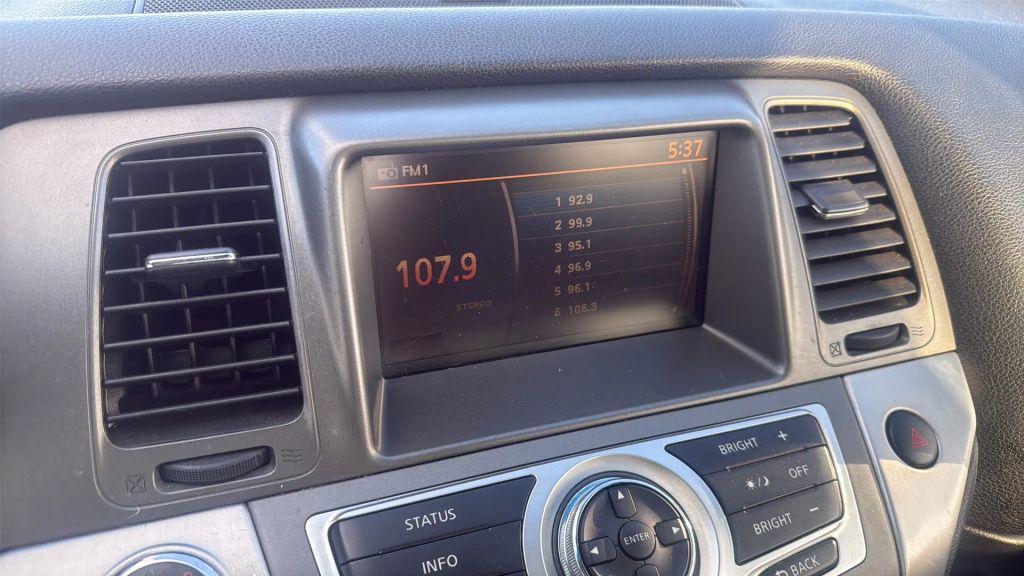 FM1
5:37
107.9
STEREO
1 92.9
2 99.9
3 95.1
4 96.9
5 96.1
6 106.3
STATUS
INFO
ENTER
BRIGHT +
OFF
BRIGHT -
BACK